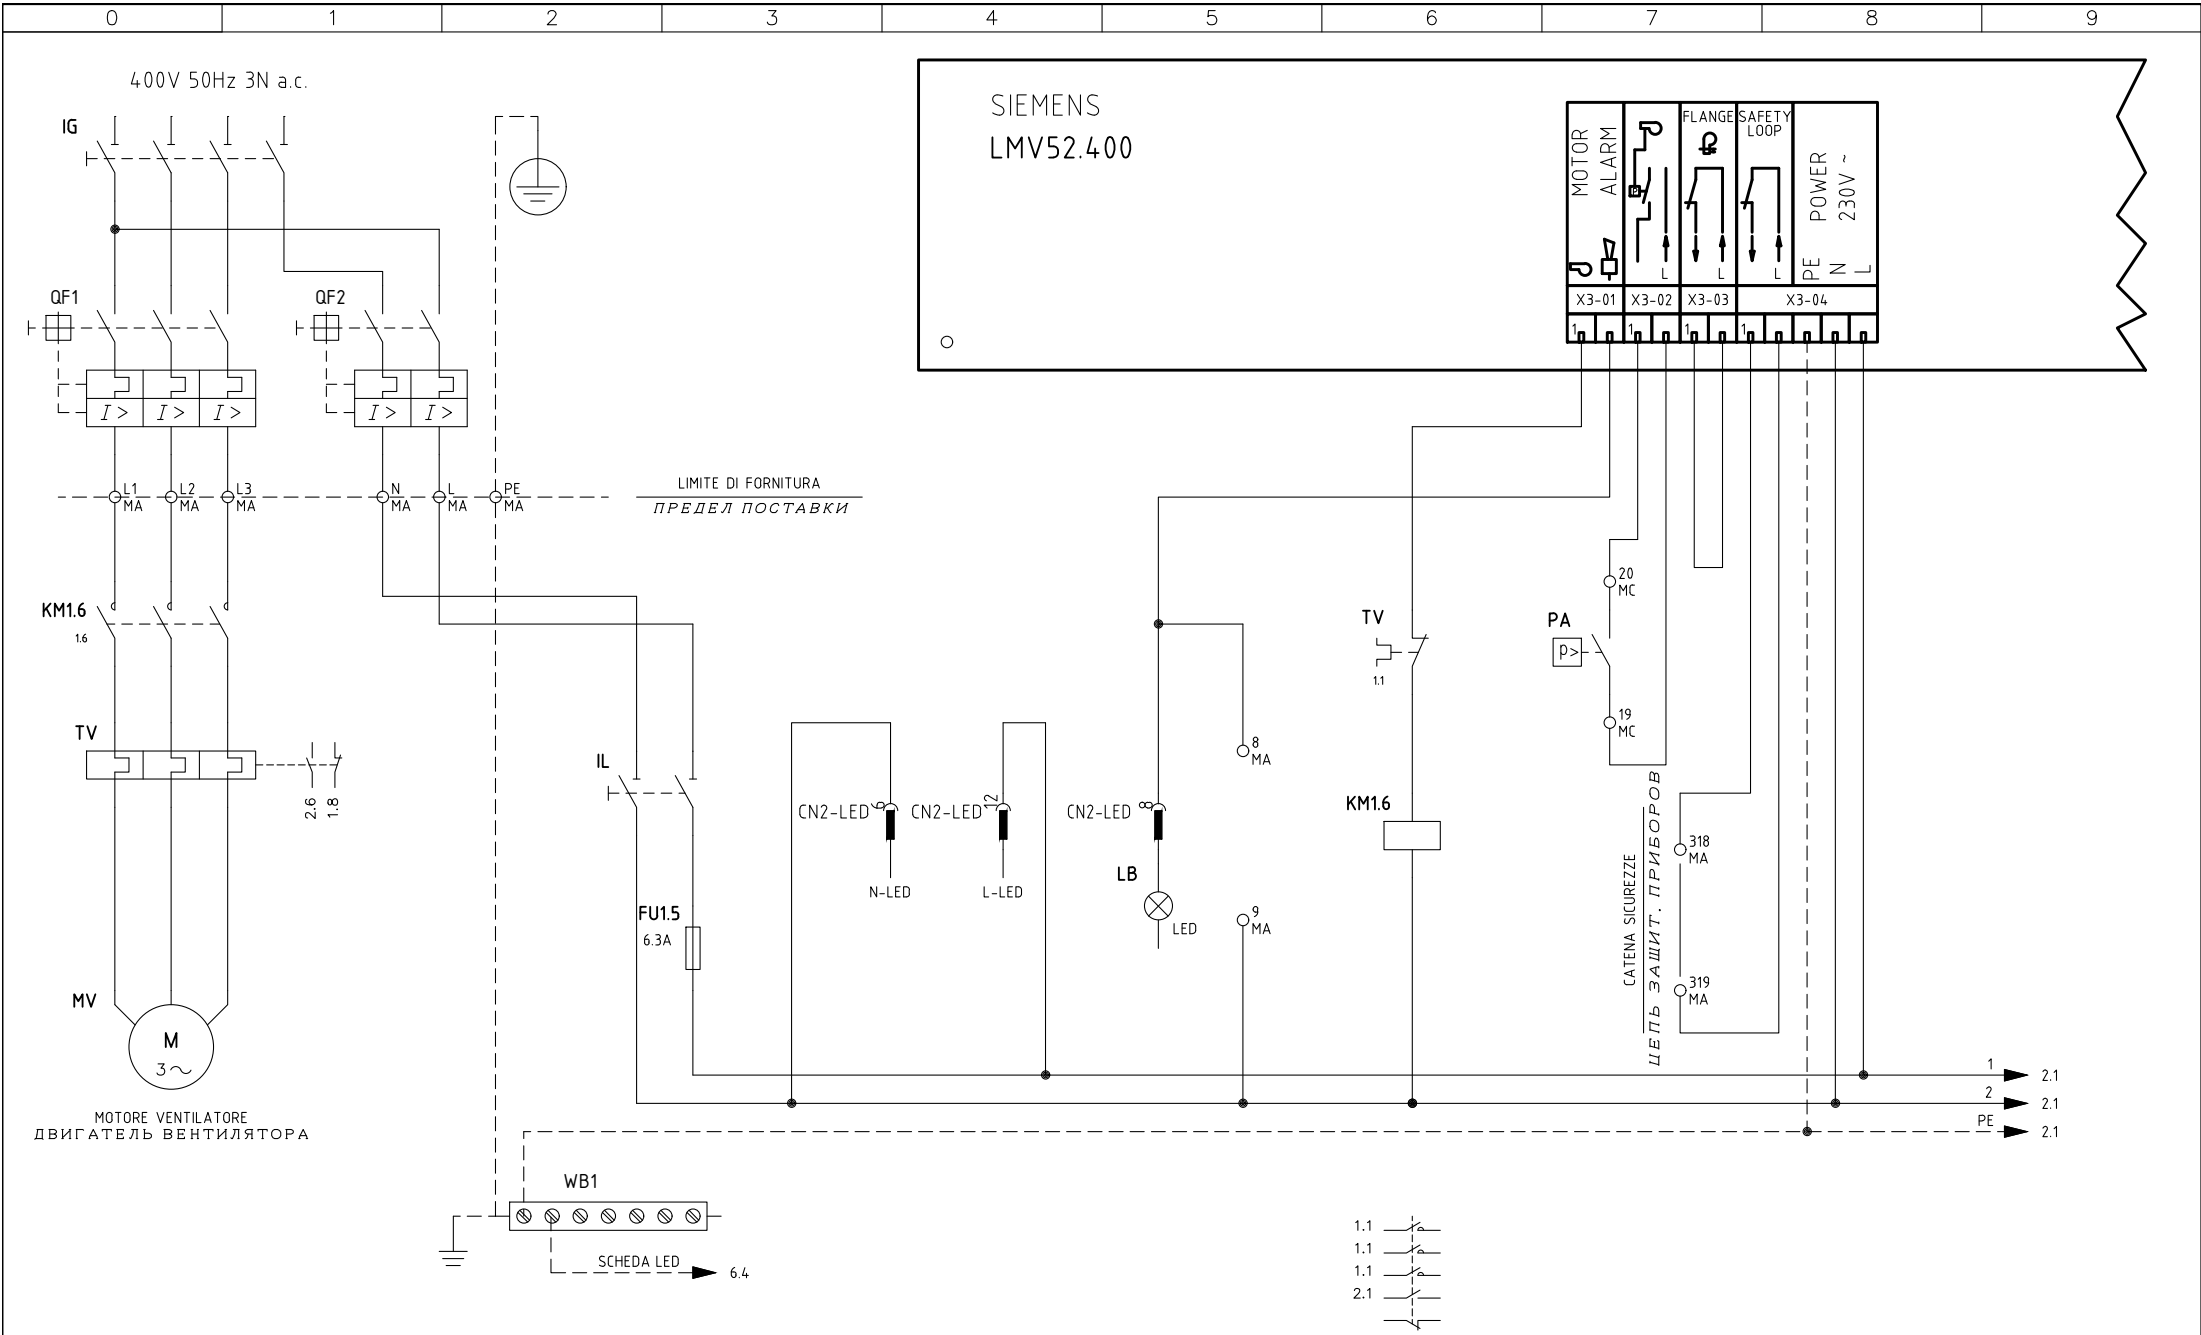 0 1 2 3 4 5 6 7 8 9
400V 50Hz 3N a.c.
IG
SIEMENS
LMV52.400
MOTOR
ALARM
FLANGE
SAFETY
LOOP
POWER
230V ~
L
L
L
PE
N
L
P
X3-01 X3-02 X3-03 X3-04
1 1 1 1
QF1
QF2
I> I> I>
I> I>
L1
MA
L2
MA
L3
MA
N
MA
L
MA
PE
MA
LIMITE DI FORNITURA
ПРЕДЕЛ ПОСТАВКИ
KM1.6
1.6
TV
2.6
1.8
IL
FU1.5
6.3A
MV
M
3~
MOTORE VENTILATORE
ДВИГАТЕЛЬ ВЕНТИЛЯТОРА
CN2-LED
6
N-LED
CN2-LED
12
L-LED
CN2-LED
8
LB
LED
8
MA
9
MA
TV
1.1
KM1.6
20
MC
PA
P>
19
MC
CATENA SICUREZZE
ЦЕПЬ ЗАЩИТ. ПРИБОРОВ
318
MA
319
MA
1 2.1
2 2.1
PE 2.1
WB1
SCHEDA LED 6.4
1.1
1.1
1.1
2.1